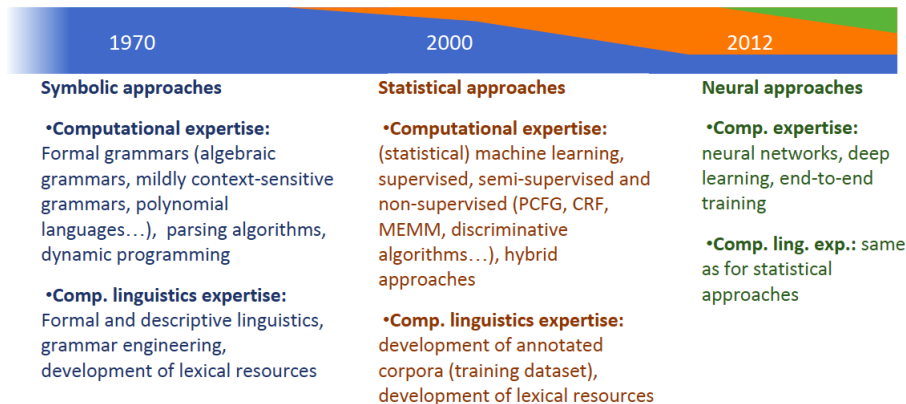 1970
2000
2012
Symbolic approaches
•Computational expertise:
Formal grammars (algebraic
grammars, mildly context-sensitive
grammars, polynomial
languages…), parsing algorithms,
dynamic programming
•Comp. linguistics expertise:
Formal and descriptive linguistics,
grammar engineering,
development of lexical resources
Statistical approaches
•Computational expertise:
(statistical) machine learning,
supervised, semi-supervised and
non-supervised (PCFG, CRF,
MEMM, discriminative
algorithms…), hybrid
approaches
•Comp. linguistics expertise:
development of annotated
corpora (training dataset),
development of lexical resources
Neural approaches
•Comp. expertise:
neural networks, deep
learning, end-to-end
training
•Comp. ling. exp.: same
as for statistical
approaches